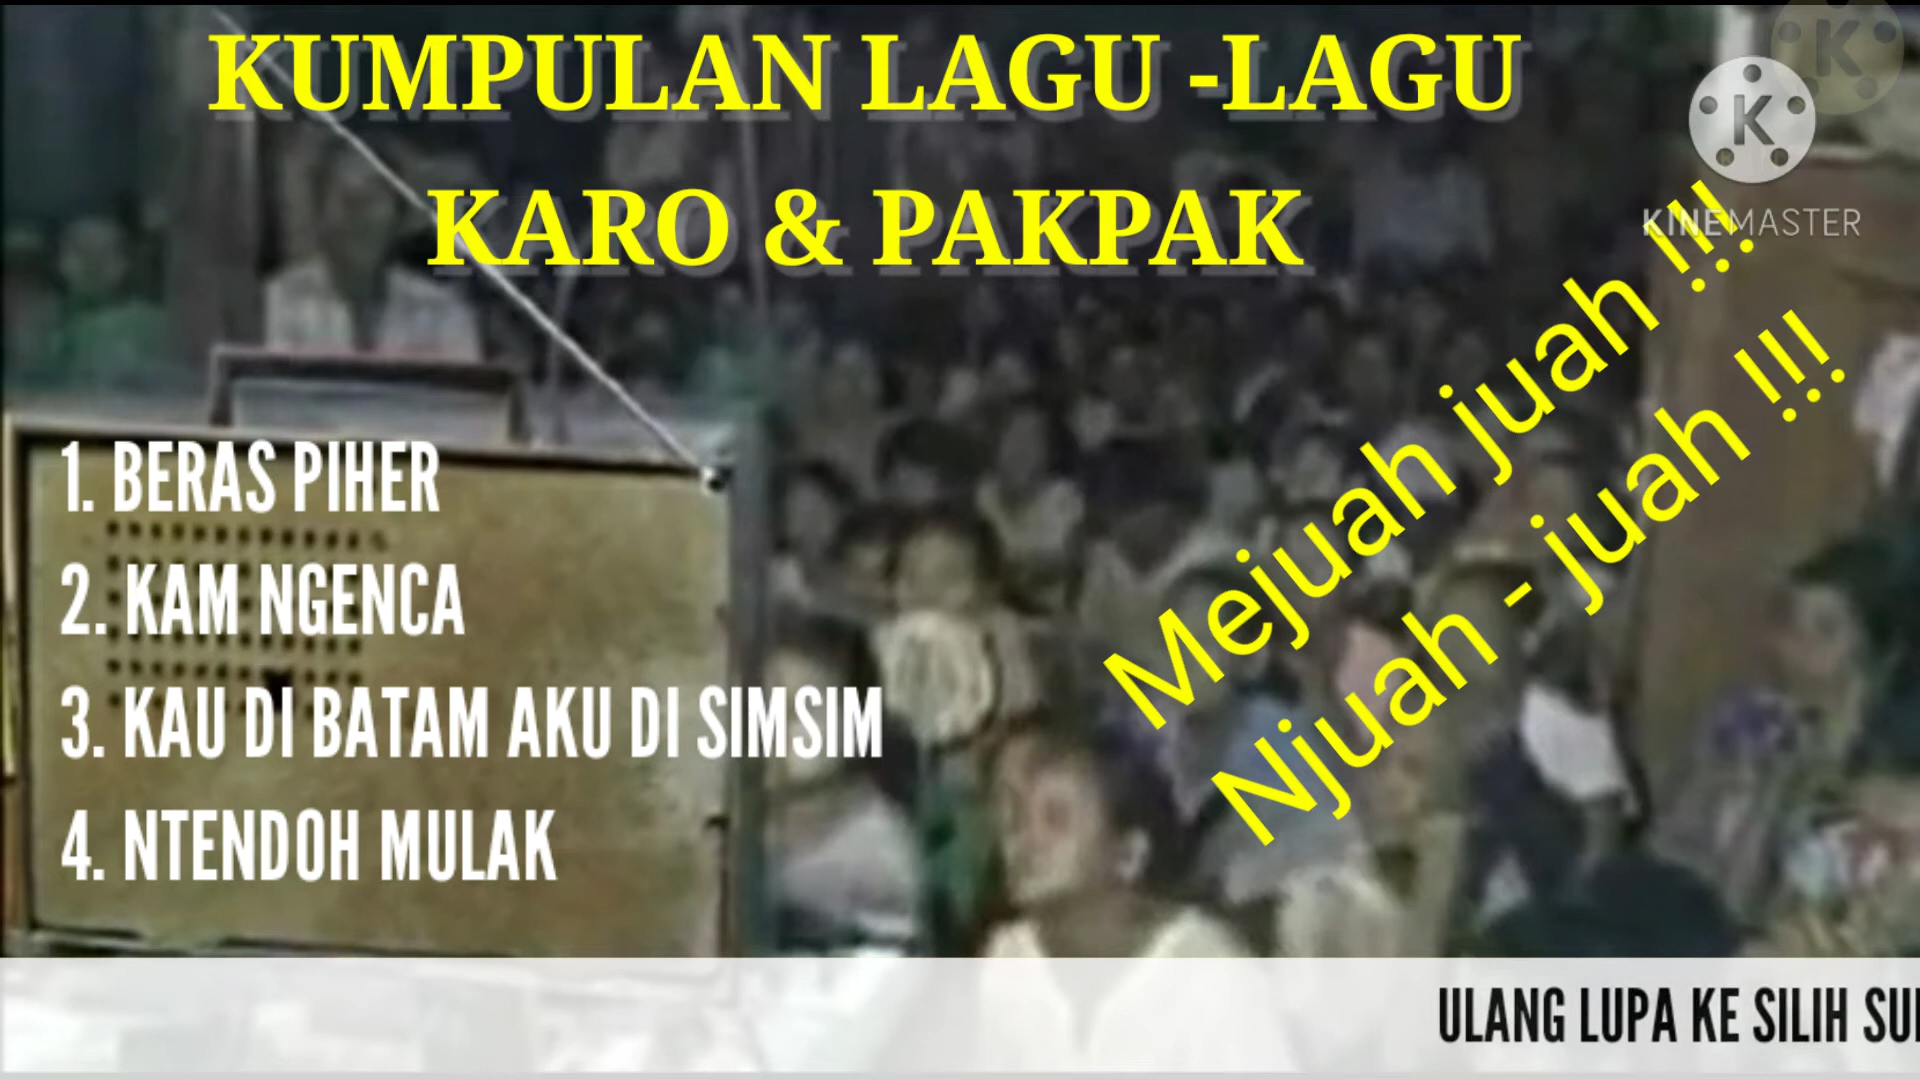 KUMPULAN LAGU -LAGU
KARO & PAKPAK
K
KINEMASTER
Mejuah juah !!!
Njuah - juah !!!
1. BERAS PIHER
2. KAM NGENCA
3. KAU DI BATAM AKU DI SIMSIM
4. NTENDOH MULAK
ULANG LUPA KE SILIH